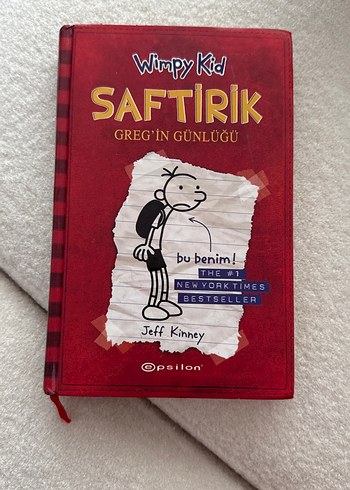 Wimpy Kid
SAFTİRİK
GREG'İN GÜNLÜĞÜ
bu benim!
THE #1
NEW YORK TIMES
BESTSELLER
Jeff Kinney
epsilon